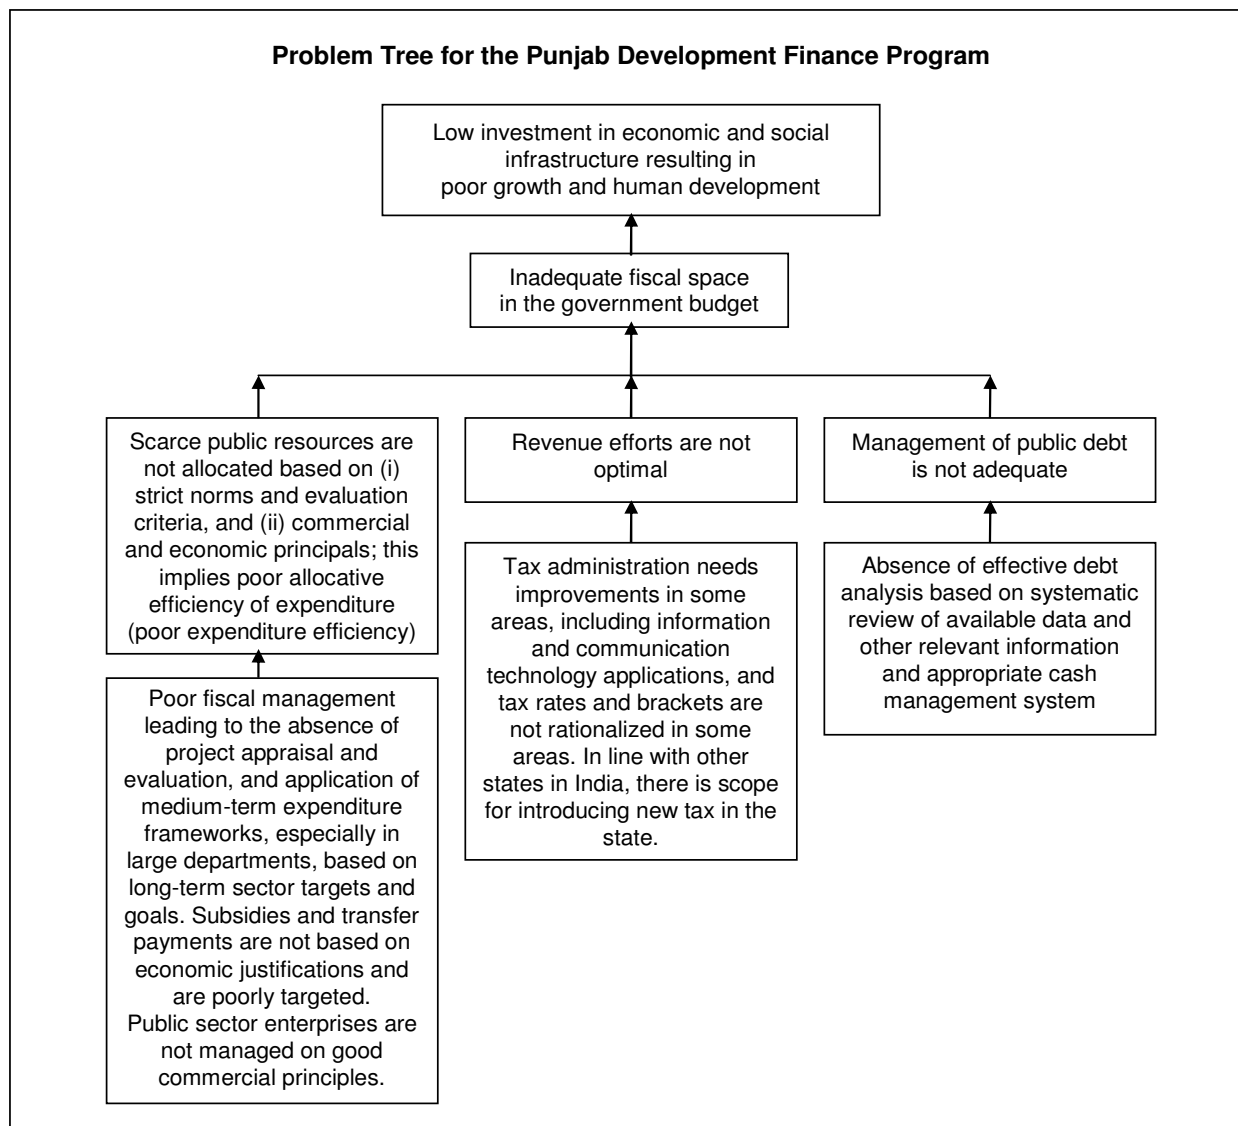 Problem Tree for the Punjab Development Finance Program
Low investment in economic and social
infrastructure resulting in
poor growth and human development
Inadequate fiscal space
in the government budget
Scarce public resources are
not allocated based on (i)
strict norms and evaluation
criteria, and (ii) commercial
and economic principals; this
implies poor allocative
efficiency of expenditure
(poor expenditure efficiency)
Revenue efforts are not
optimal
Management of public debt
is not adequate
Poor fiscal management
leading to the absence of
project appraisal and
evaluation, and application of
medium-term expenditure
frameworks, especially in
large departments, based on
long-term sector targets and
goals. Subsidies and transfer
payments are not based on
economic justifications and
are poorly targeted.
Public sector enterprises are
not managed on good
commercial principles.
Tax administration needs
improvements in some
areas, including information
and communication
technology applications, and
tax rates and brackets are
not rationalized in some
areas. In line with other
states in India, there is scope
for introducing new tax in the
state.
Absence of effective debt
analysis based on systematic
review of available data and
other relevant information
and appropriate cash
management system